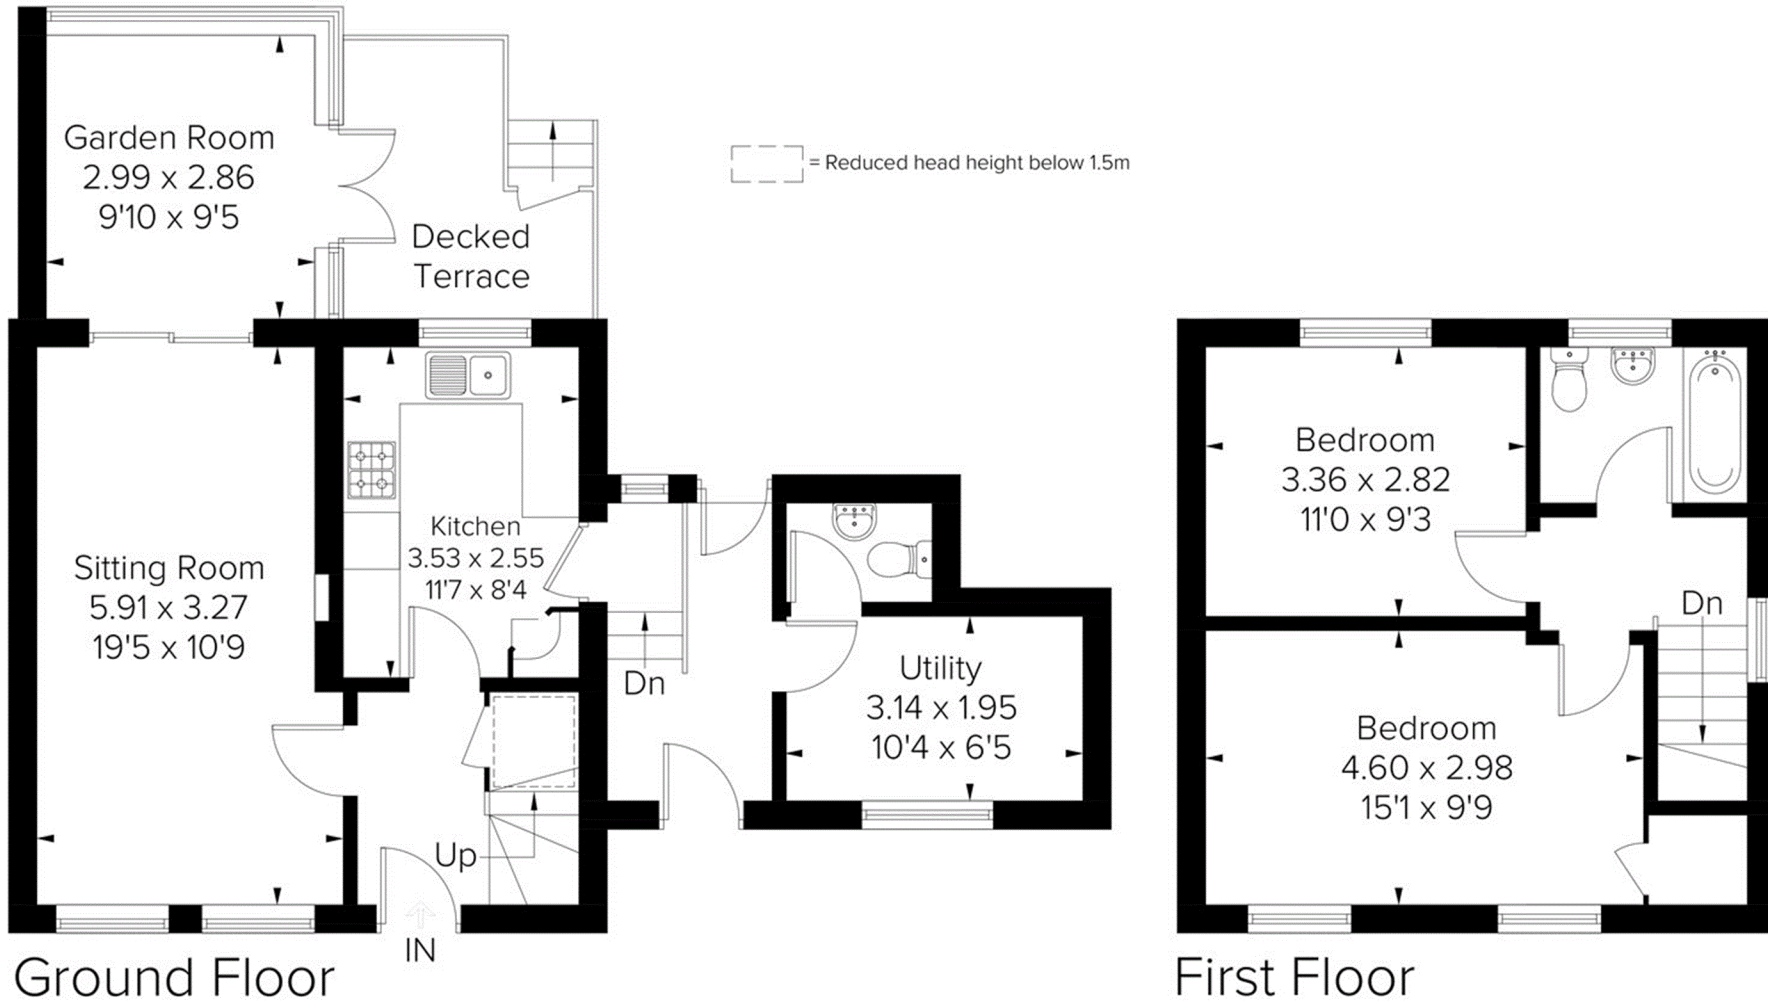 Garden Room
2.99 x 2.86
9'10 x 9'5
= Reduced head height below 1.5m
Decked
Terrace
Kitchen
3.53 x 2.55
11'7 x 8'4
Sitting Room
5.91 x 3.27
19'5 x 10'9
Dn
Utility
3.14 x 1.95
10'4 x 6'5
Up
IN
Ground Floor
Bedroom
3.36 x 2.82
11'0 x 9'3
Dn
Bedroom
4.60 x 2.98
15'1 x 9'9
First Floor